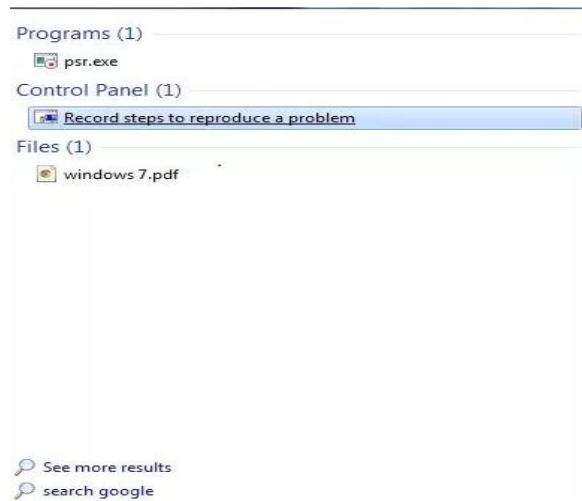 Programs (1)
psr.exe
Control Panel (1)
Record steps to reproduce a problem
Files (1)
windows 7.pdf
See more results
search google